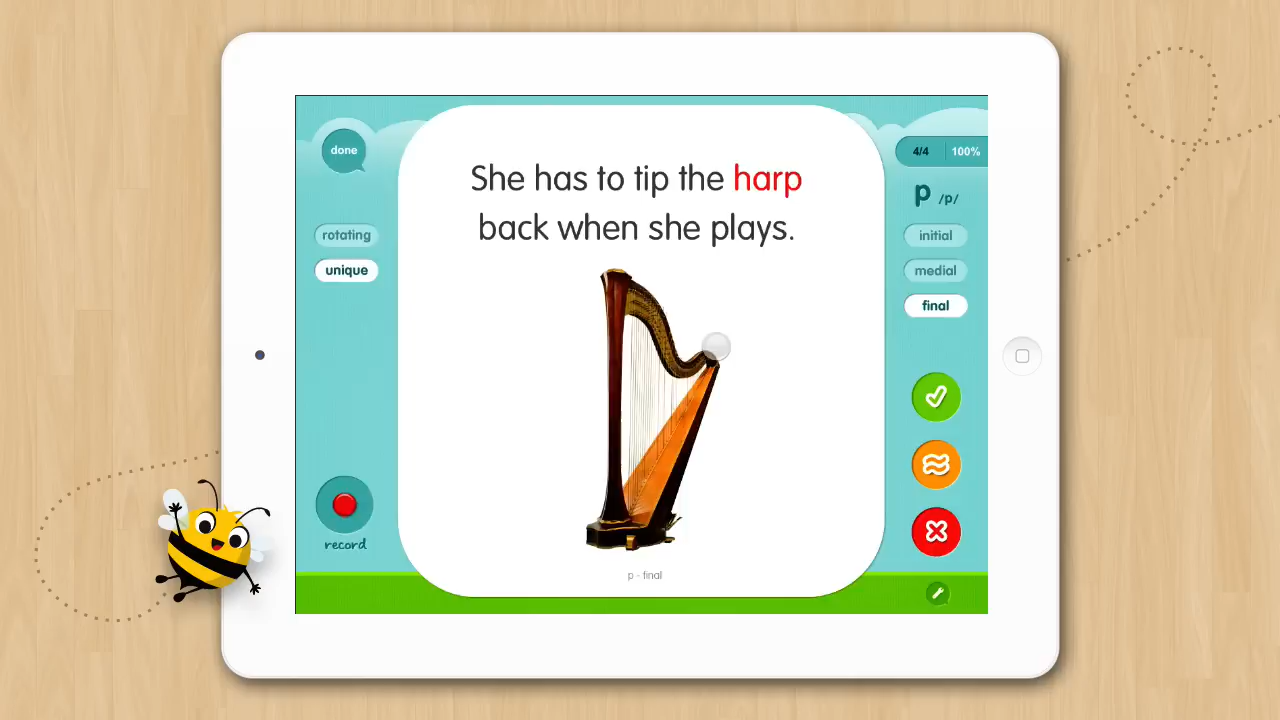 done
She has to tip the harp
back when she plays.
4/4 100%
p /p/
rotating
unique
initial
medial
final
record
p - final